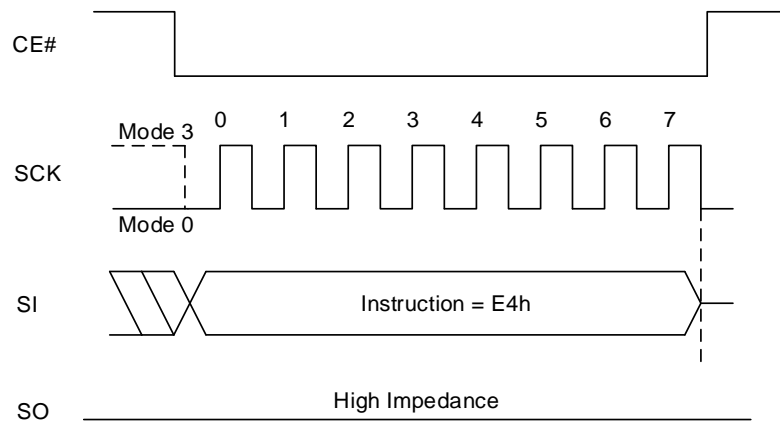 CE#
Mode 3
0 1 2 3 4 5 6 7
SCK
Mode 0
SI
Instruction = E4h
High Impedance
SO